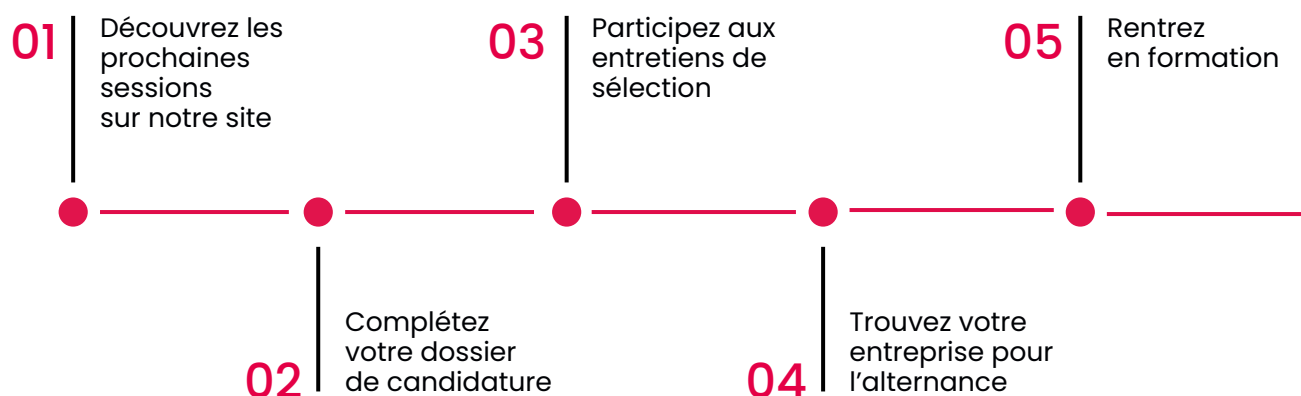 01
Découvrez les
prochaines
sessions
sur notre site
02
Complétez
votre dossier
de candidature
03
Participez aux
entretiens de
sélection
04
Trouvez votre
entreprise pour
l'alternance
05
Rentrez
en formation